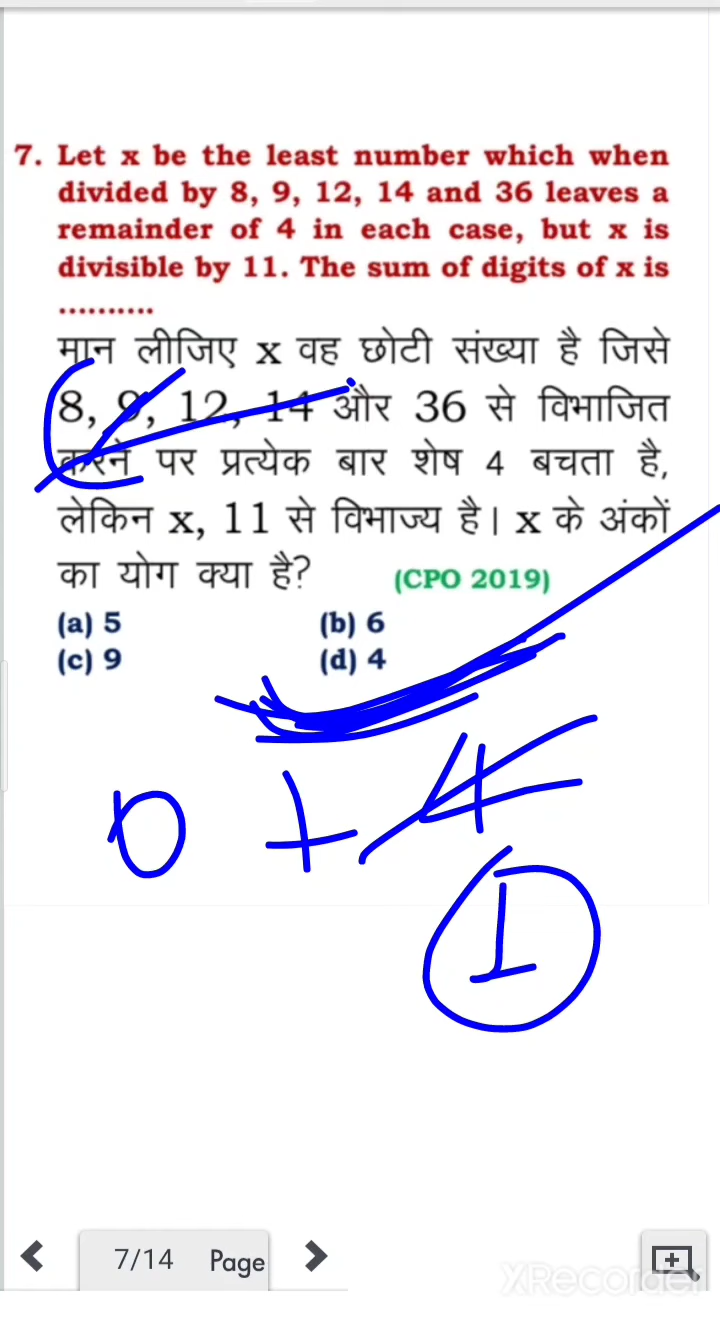 7. Let x be the least number which when
divided by 8, 9, 12, 14 and 36 leaves a
remainder of 4 in each case, but x is
divisible by 11. The sum of digits of x is
..........
मान लीजिए x वह छोटी संख्या है जिसे
8, 9, 12, 14 और 36 से विभाजित
करने पर प्रत्येक बार शेष 4 बचता है,
लेकिन x, 11 से विभाज्य है। x के अंकों
का योग क्या है? (CPO 2019)
(a) 5 (b) 6
(c) 9 (d) 4
+ 4
1
7/14 Page
XRecorder